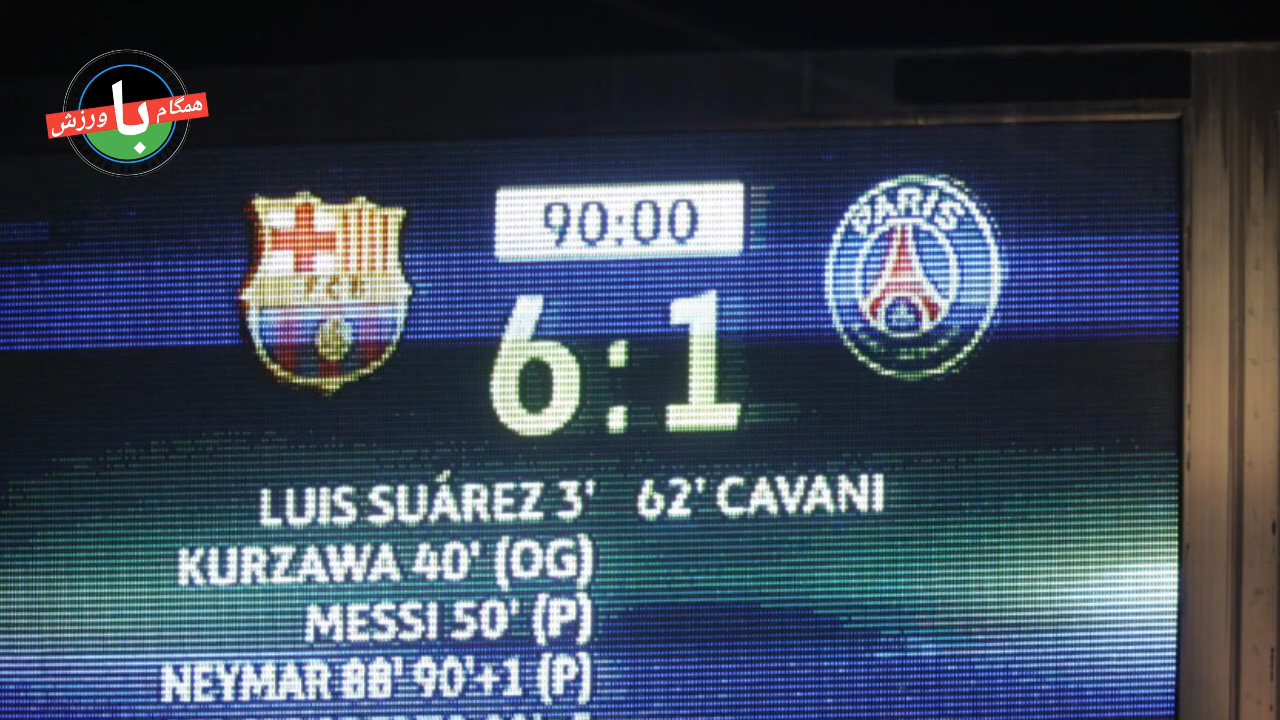 همگام با ورزش
PARIS
90:00
F C B
6:1
LUIS SUÁREZ 3' 62' CAVANI
KURZAWA 40' (OG)
MESSI 50' (P)
NEYMAR 88' 90'+1 (P)